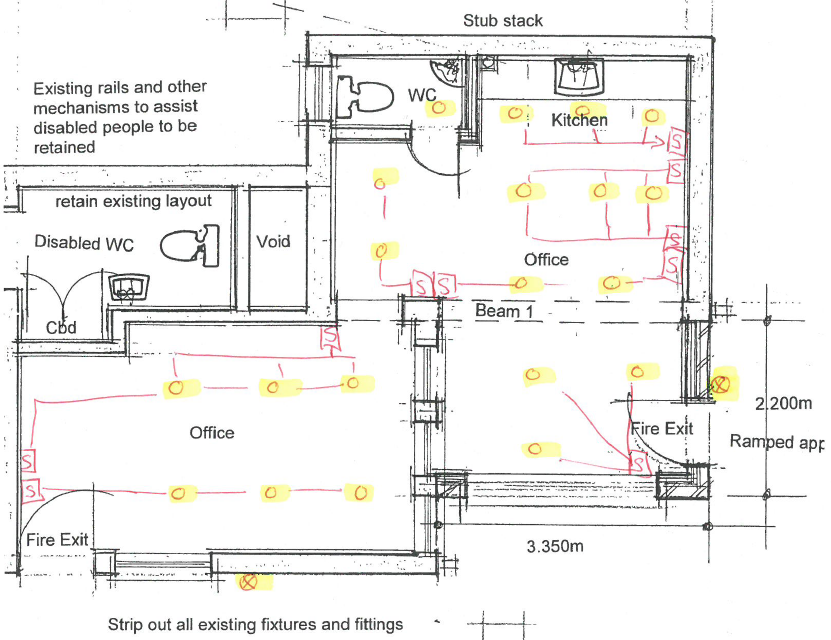 Stub stack
Existing rails and other
mechanisms to assist
disabled people to be
retained
WC
Kitchen
S
S
retain existing layout
Disabled WC
Void
Office
S
S
S
S
Cbd
Beam 1
S
2.200m
Office
Fire Exit
Ramped app
S
S
S
Fire Exit
3.350m
Strip out all existing fixtures and fittings